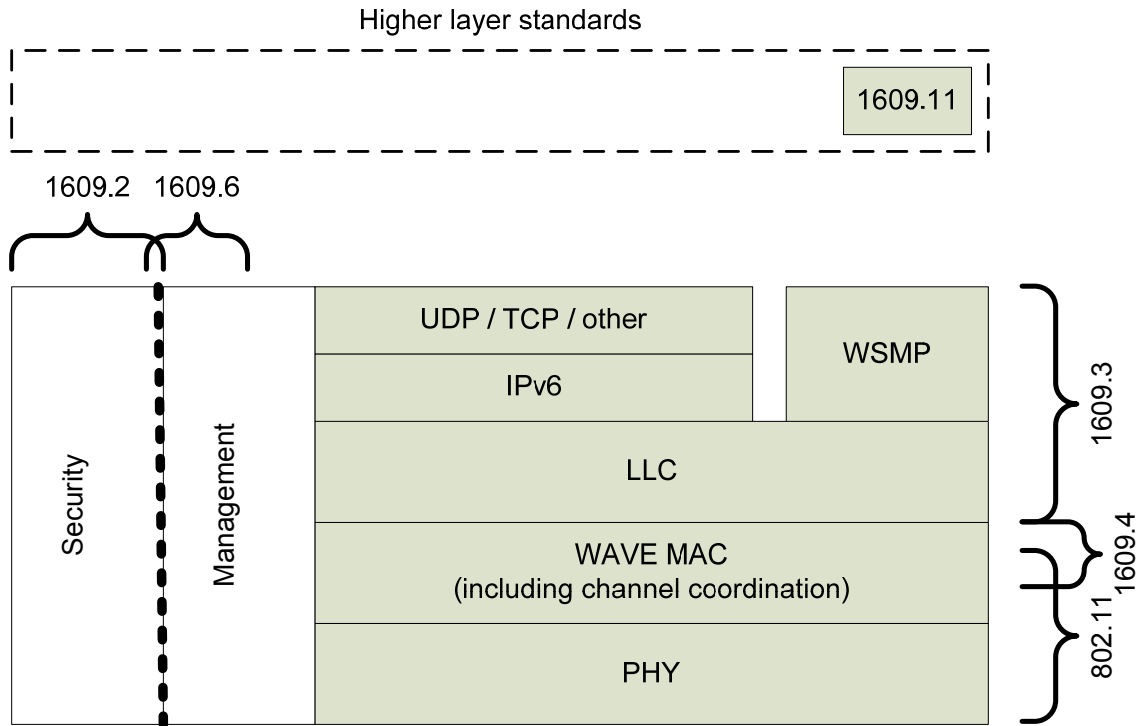 Higher layer standards
1609.11
1609.2
1609.6
UDP / TCP / other
WSMP
IPv6
1609.3
LLC
Security
Management
WAVE MAC
(including channel coordination)
1609.4
802.11
PHY